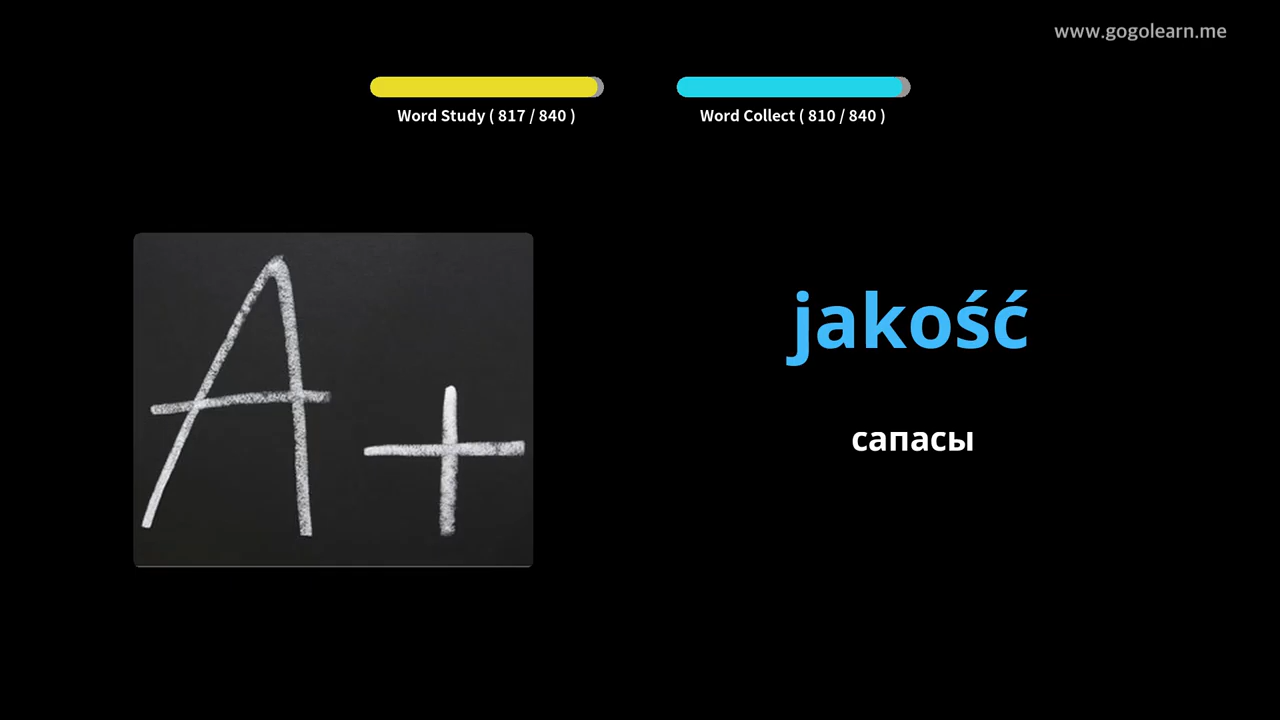 www.gogolearn.me
Word Study ( 817 / 840 )
Word Collect ( 810 / 840 )
A+
jakość
сапасы